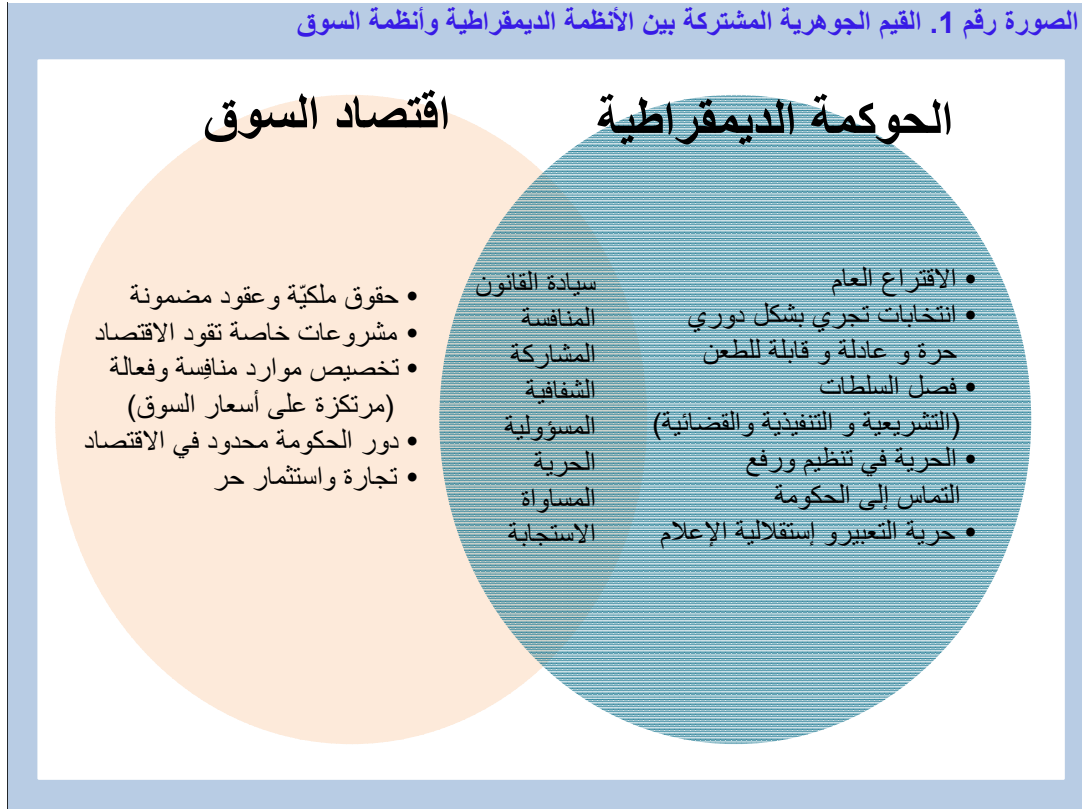 الصورة رقم 1. القيم الجوهرية المشتركة بين الأنظمة الديمقراطية وأنظمة السوق
الحوكمة الديمقراطية
• الاقتراع العام
• انتخابات تجري بشكل دوري
حرة و عادلة و قابلة للطعن
• فصل السلطات
(التشريعية و التنفيذية والقضائية)
• الحرية في تنظيم ورفع
التماس إلى الحكومة
• حرية التعبيرو إستقلالية الإعلام
سيادة القانون
المنافسة
المشاركة
الشفافية
المسؤولية
الحرية
المساواة
الاستجابة
اقتصاد السوق
• حقوق ملكيّة وعقود مضمونة
• مشروعات خاصة تقود الاقتصاد
• تخصيص موارد منافِسة وفعالة
(مرتكزة على أسعار السوق)
• دور الحكومة محدود في الاقتصاد
• تجارة واستثمار حر